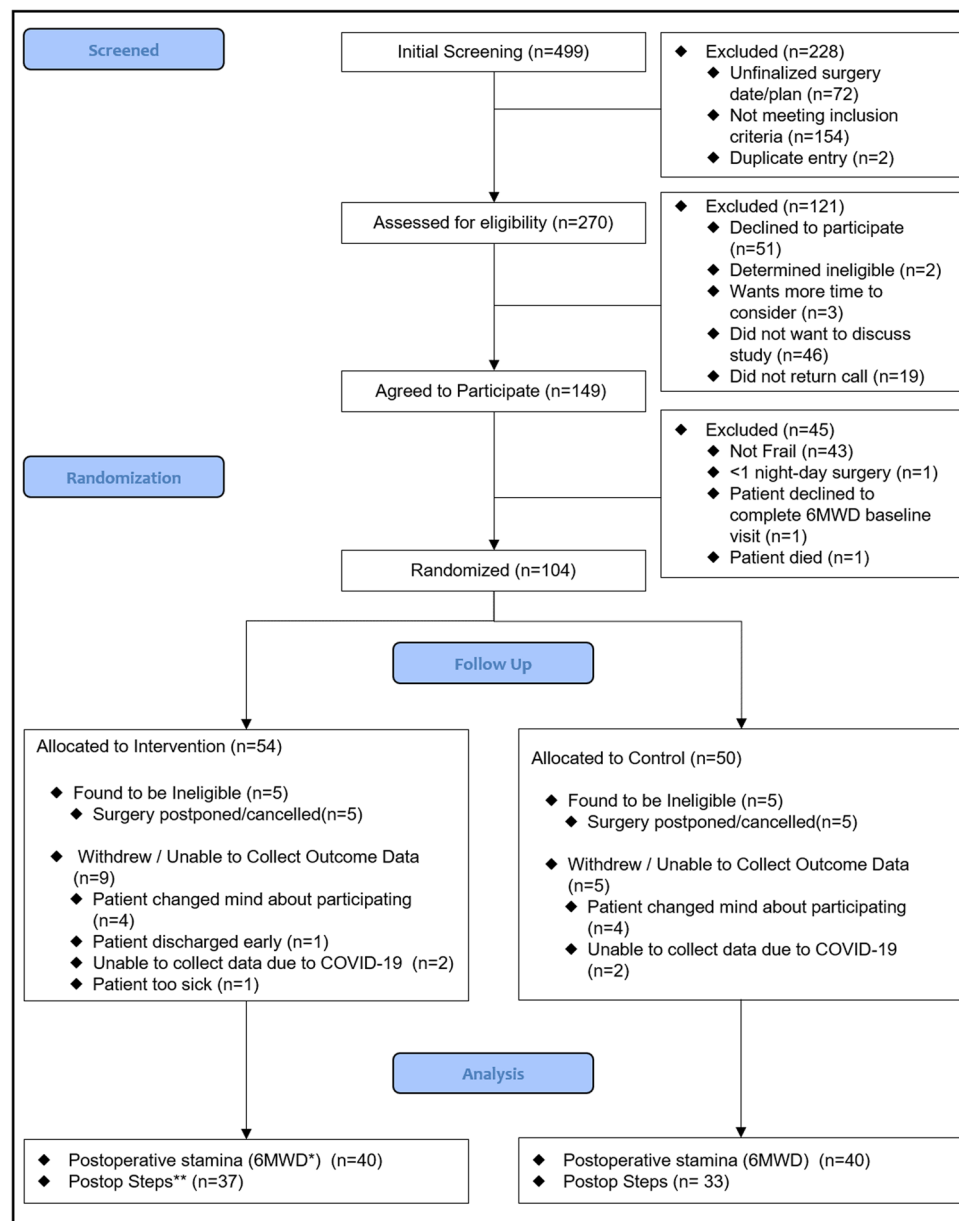 Screened
Initial Screening (n=499)
◆ Excluded (n=228)
◆ Unfinalized surgery
date/plan (n=72)
◆ Not meeting inclusion
criteria (n=154)
◆ Duplicate entry (n=2)
Assessed for eligibility (n=270)
◆ Excluded (n=121)
◆ Declined to participate
(n=51)
◆ Determined ineligible (n=2)
◆ Wants more time to
consider (n=3)
◆ Did not want to discuss
study (n=46)
◆ Did not return call (n=19)
Agreed to Participate (n=149)
◆ Excluded (n=45)
◆ Not Frail (n=43)
◆ <1 night-day surgery (n=1)
◆ Patient declined to
complete 6MWD baseline
visit (n=1)
◆ Patient died (n=1)
Randomization
Randomized (n=104)
Follow Up
Allocated to Intervention (n=54)
◆ Found to be Ineligible (n=5)
◆ Surgery postponed/cancelled(n=5)
◆ Withdrew / Unable to Collect Outcome Data
(n=9)
◆ Patient changed mind about participating
(n=4)
◆ Patient discharged early (n=1)
◆ Unable to collect data due to COVID-19 (n=2)
◆ Patient too sick (n=1)
Allocated to Control (n=50)
◆ Found to be Ineligible (n=5)
◆ Surgery postponed/cancelled(n=5)
◆ Withdrew / Unable to Collect Outcome Data
(n=5)
◆ Patient changed mind about participating
(n=4)
◆ Unable to collect data due to COVID-19
(n=2)
Analysis
◆ Postoperative stamina (6MWD*) (n=40)
◆ Postop Steps** (n=37)
◆ Postoperative stamina (6MWD) (n=40)
◆ Postop Steps (n= 33)